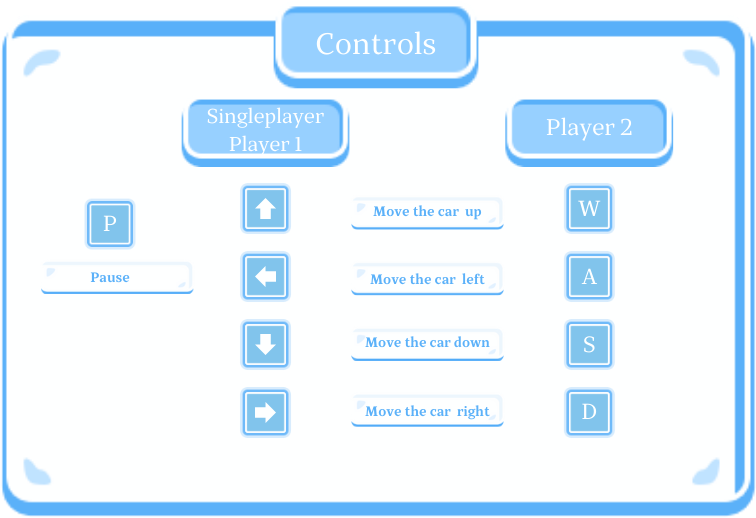 Controls
Singleplayer
Player 1
Player 2
P
Pause
Move the car up
W
Move the car left
A
Move the car down
S
Move the car right
D